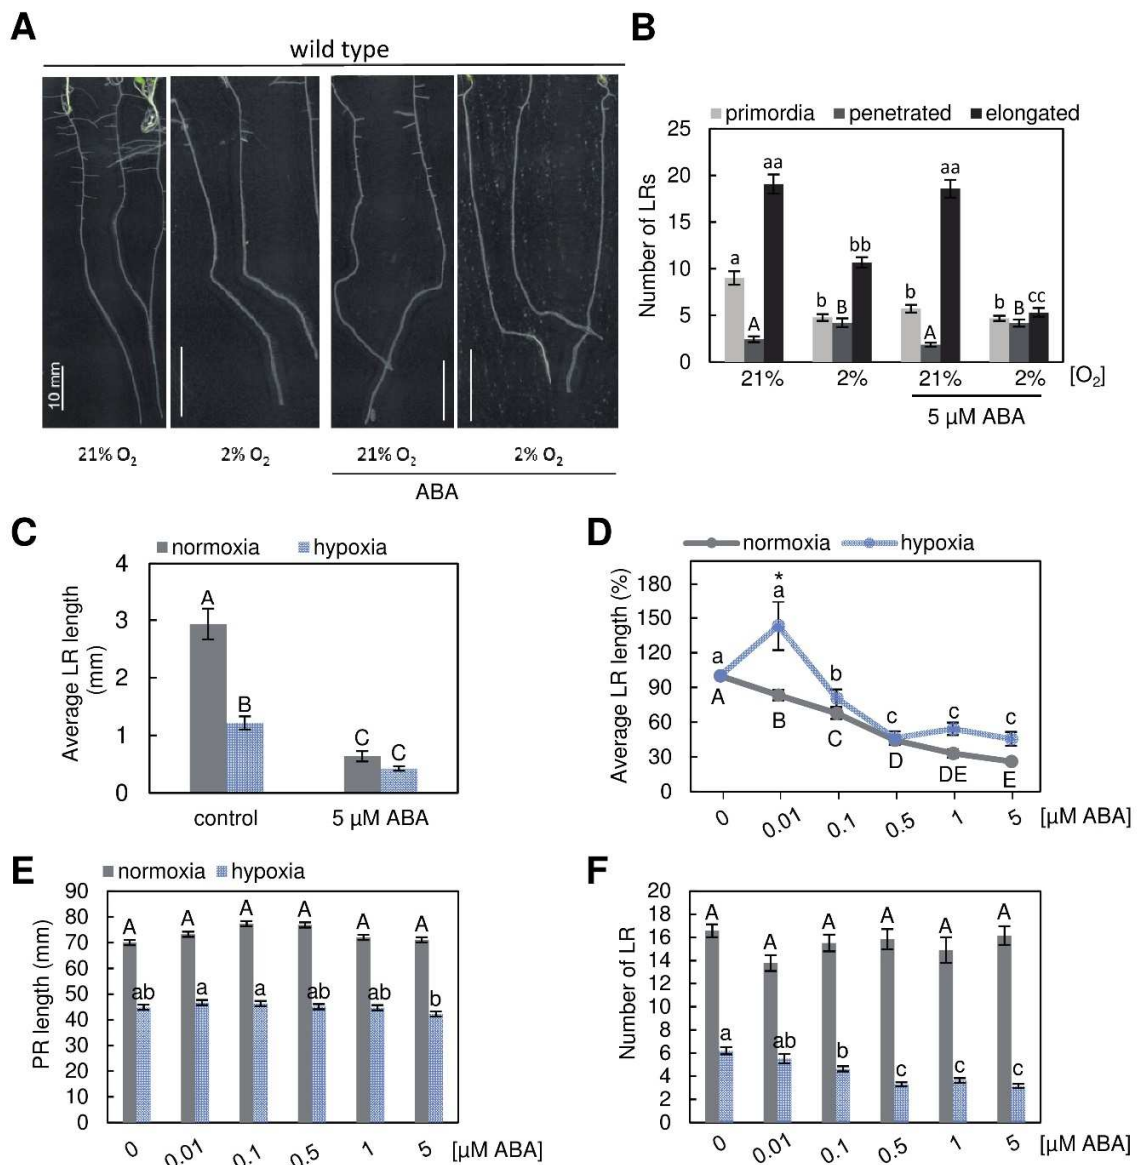 A
wild type
10 mm
21% O₂ 2% O₂ 21% O₂ 2% O₂
ABA
B
primordia penetrated elongated
Number of LRs
25
20
15
10
5
0
a A aa
b B bb
b A aa
b B cc
21% 2% 21% 2% [O₂]
5 µM ABA
C
normoxia hypoxia
Average LR length
(mm)
4
3
2
1
0
A B C C
control 5 µM ABA
D
normoxia hypoxia
Average LR length (%)
180
150
120
90
60
30
0
*
a a b c c c
A B C D DE E
0 0.01 0.1 0.5 1 5 [µM ABA]
E
normoxia hypoxia
PR length (mm)
90
80
70
60
50
40
30
20
10
0
A A A A A A
ab a a ab ab b
0 0.01 0.1 0.5 1 5 [µM ABA]
F
Number of LR
20
18
16
14
12
10
8
6
4
2
0
A A A A A A
a ab b c c c
0 0.01 0.1 0.5 1 5 [µM ABA]